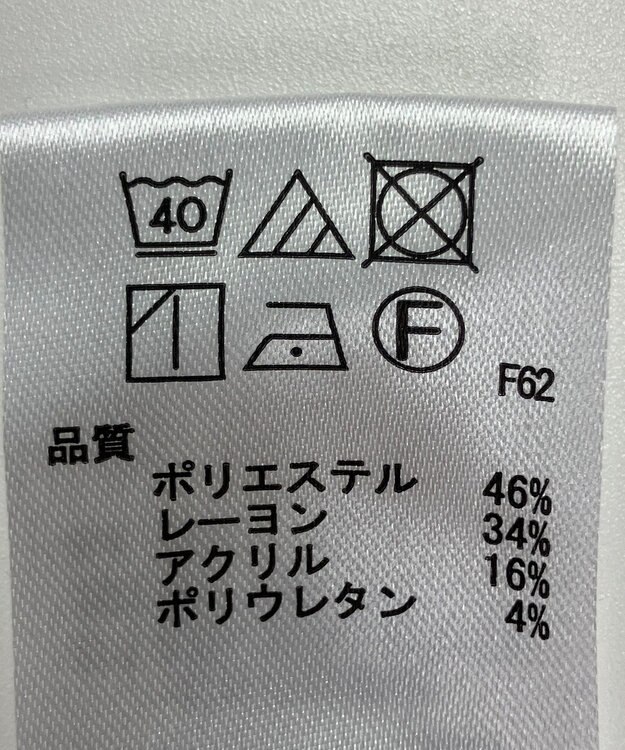 40
F
F62
品質
ポリエステル 46%
レーヨン 34%
アクリル 16%
ポリウレタン 4%